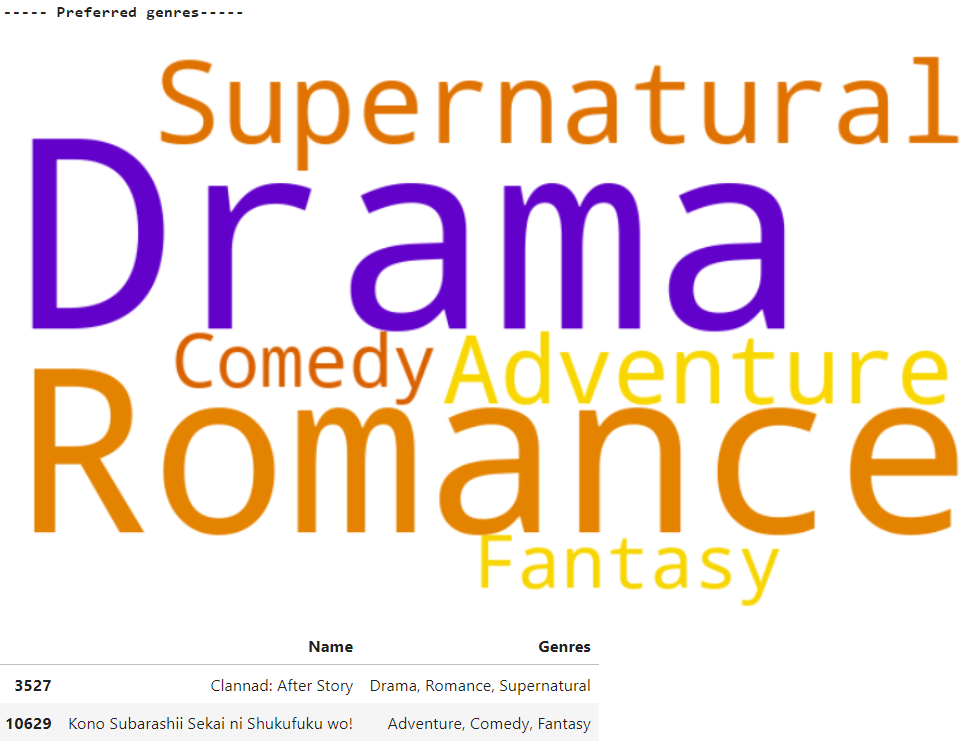 ----- Preferred genres-----
Supernatural
Drama
Comedy Adventure
Romance
Fantasy
Name Genres
3527 Clannad: After Story Drama, Romance, Supernatural
10629 Kono Subarashii Sekai ni Shukufuku wo! Adventure, Comedy, Fantasy